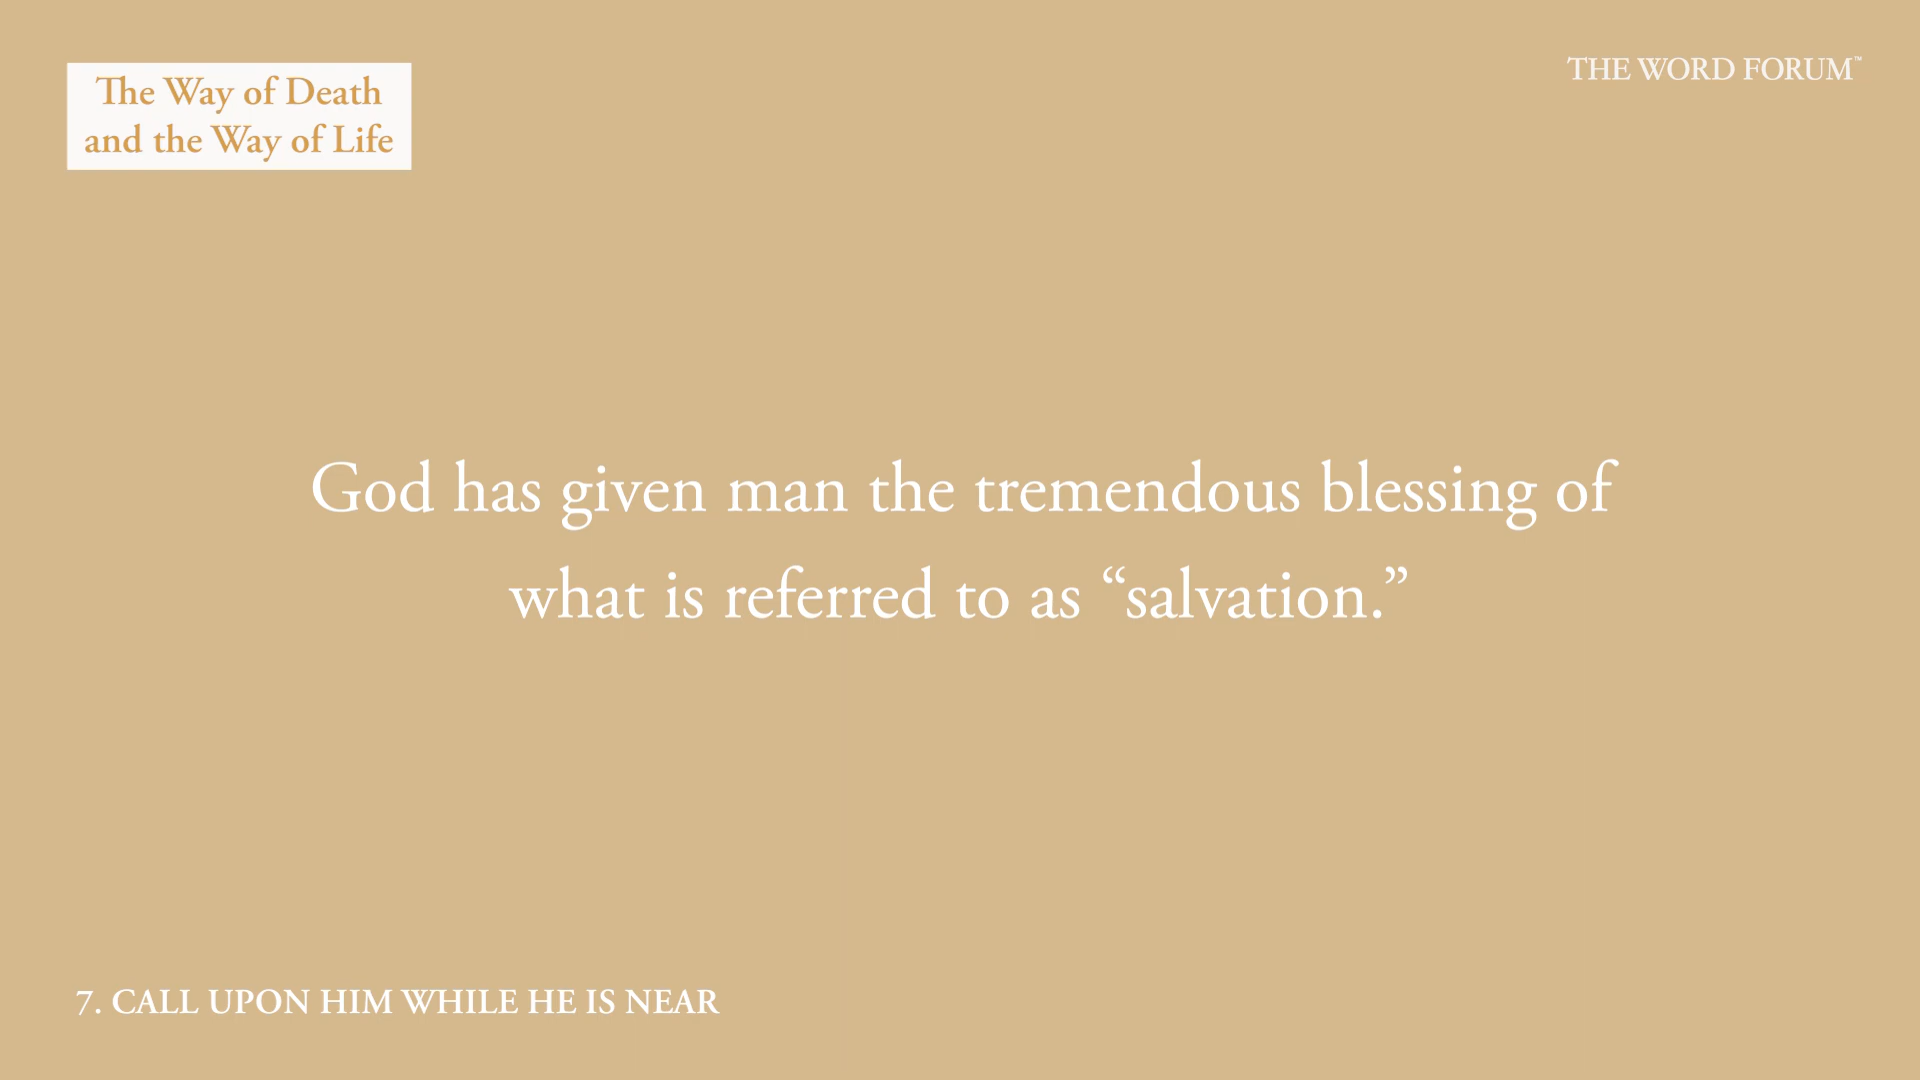 The Way of Death
and the Way of Life
THE WORD FORUM™
God has given man the tremendous blessing of
what is referred to as “salvation.”
7. CALL UPON HIM WHILE HE IS NEAR